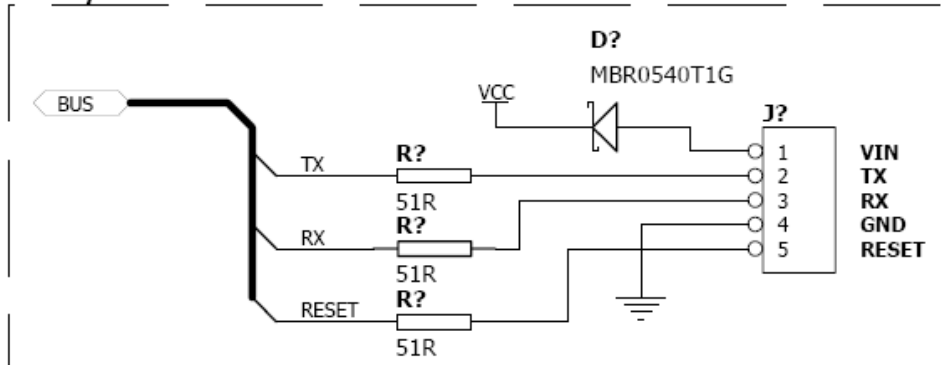 D?
MBR0540T1G
VCC
BUS
J?
1 VIN
TX
R?
2 TX
51R
3 RX
R?
4 GND
RX
5 RESET
51R
R?
RESET
51R